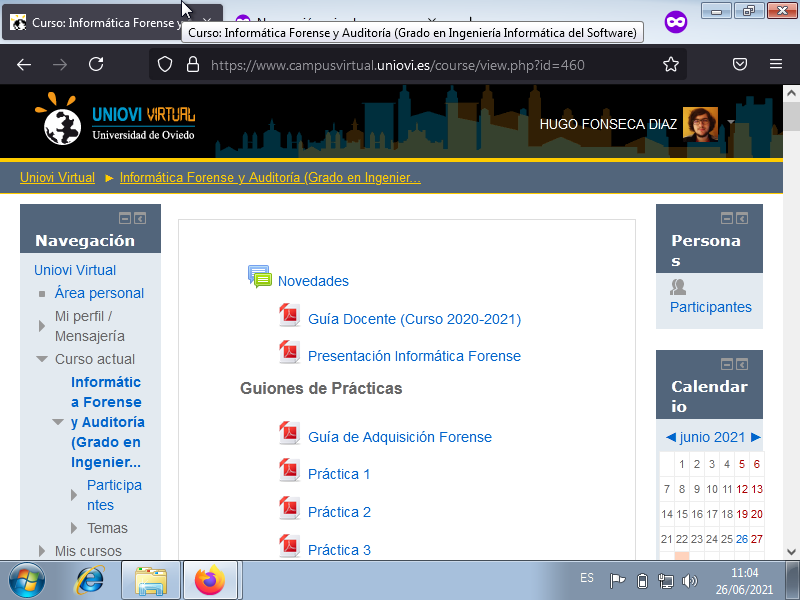 Curso: Informática Forense y
Curso: Informática Forense y Auditoría (Grado en Ingeniería Informática del Software)
https://www.campusvirtual.uniovi.es/course/view.php?id=460
UNIOVI VIRTUAL
Universidad de Oviedo
HUGO FONSECA DIAZ
Uniovi Virtual ► Informática Forense y Auditoría (Grado en Ingenier...
Navegación
Uniovi Virtual
Área personal
Mi perfil /
Mensajería
Curso actual
Informátic
a Forense
y Auditoría
(Grado en
Ingenier...
Participa
ntes
Temas
Mis cursos
Novedades
Guía Docente (Curso 2020-2021)
Presentación Informática Forense
Guiones de Prácticas
Guía de Adquisición Forense
Práctica 1
Práctica 2
Práctica 3
Persona
s
Participantes
Calendar
io
◄ junio 2021 ►
1 2 3 4 5 6
7 8 9 10 11 12 13
14 15 16 17 18 19 20
21 22 23 24 25 26 27
ES
11:04
26/06/2021